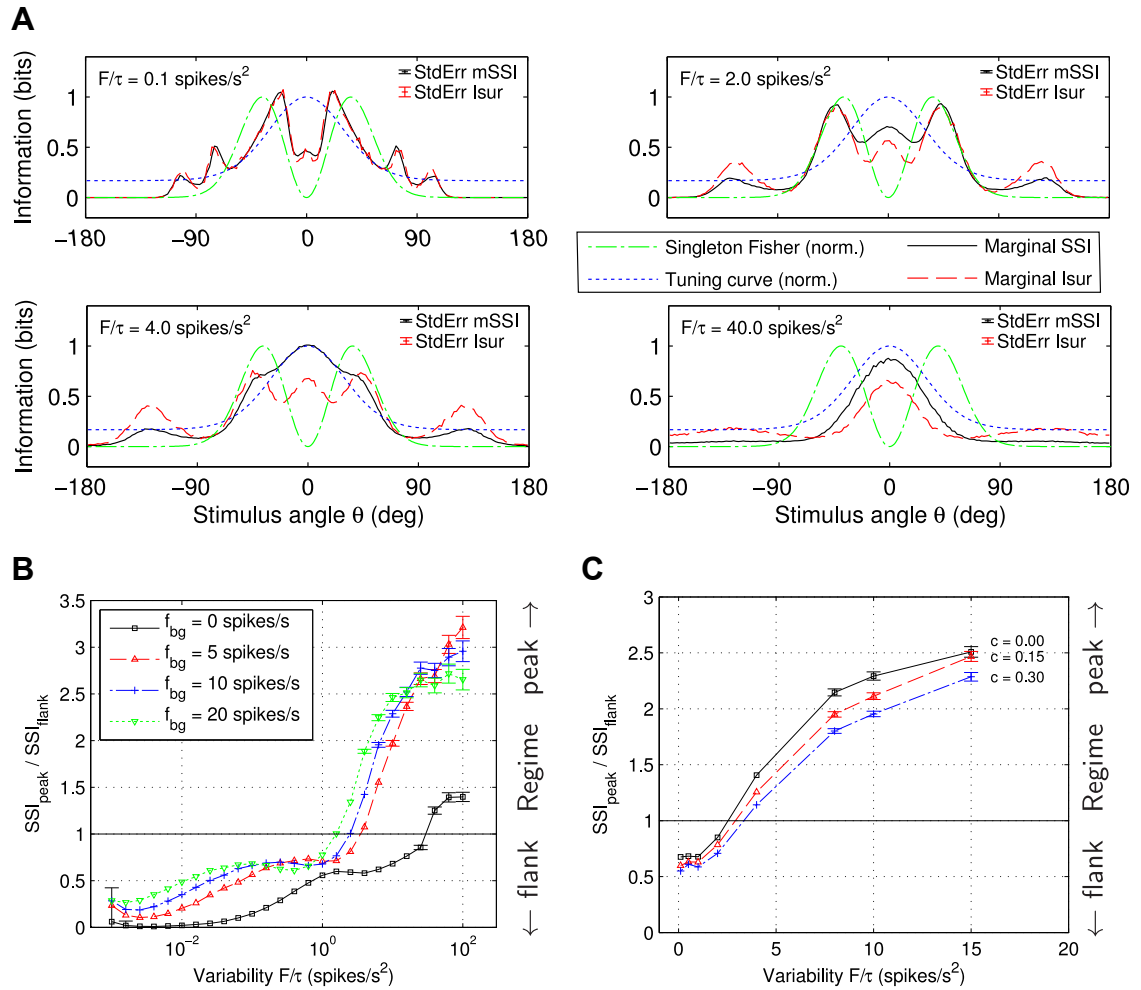 A
Information (bits)
F/τ = 0.1 spikes/s²
StdErr mSSI
StdErr Isur
1
0.5
0
−180
−90
0
90
180
F/τ = 2.0 spikes/s²
StdErr mSSI
StdErr Isur
1
0.5
0
−180
−90
0
90
180
Singleton Fisher (norm.)
Marginal SSI
Tuning curve (norm.)
Marginal Isur
Information (bits)
F/τ = 4.0 spikes/s²
StdErr mSSI
StdErr Isur
1
0.5
0
−180
−90
0
90
180
Stimulus angle θ (deg)
F/τ = 40.0 spikes/s²
StdErr mSSI
StdErr Isur
1
0.5
0
−180
−90
0
90
180
Stimulus angle θ (deg)
B
SSI_peak / SSI_flank
3.5
3
2.5
2
1.5
1
0.5
0
f_bg = 0 spikes/s
f_bg = 5 spikes/s
f_bg = 10 spikes/s
f_bg = 20 spikes/s
10⁻²
10⁰
10²
Variability F/τ (spikes/s²)
← flank Regime peak →
C
SSI_peak / SSI_flank
3
2.5
2
1.5
1
0.5
0
c = 0.00
c = 0.15
c = 0.30
0
5
10
15
20
Variability F/τ (spikes/s²)
← flank Regime peak →